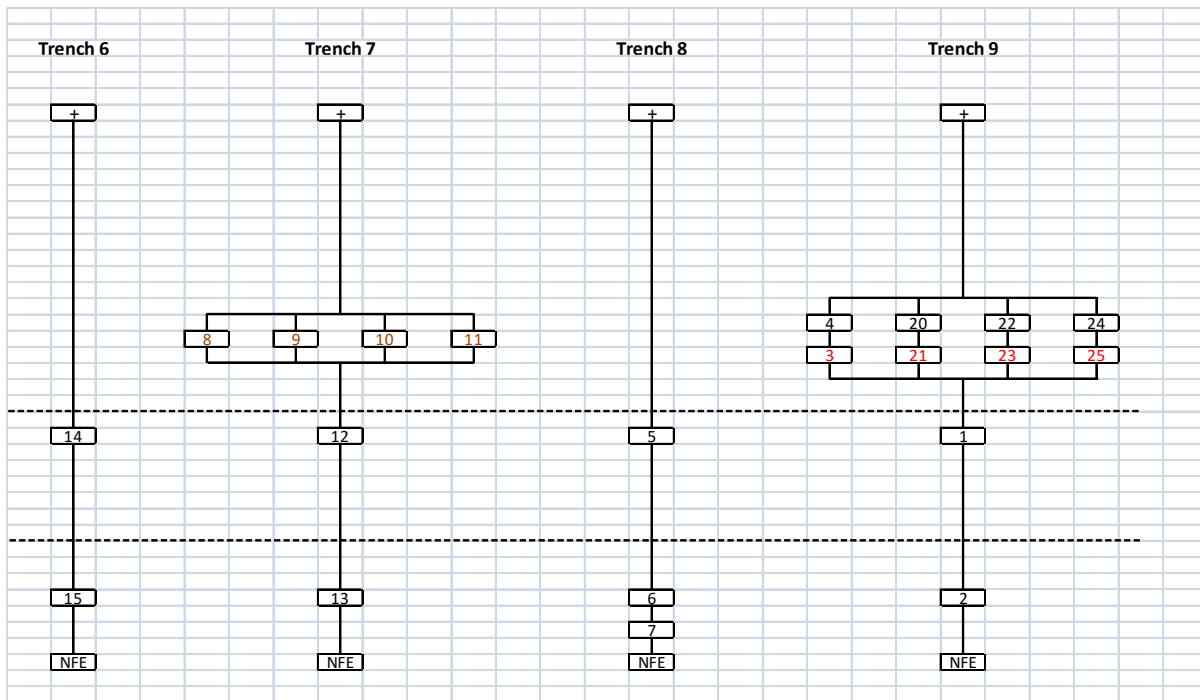 Trench 6 Trench 7 Trench 8 Trench 9
+ + + +
4 20 22 24
8 9 10 11
3 21 23 25
14 12 5 1
15 13 6 2
7
NFE NFE NFE NFE